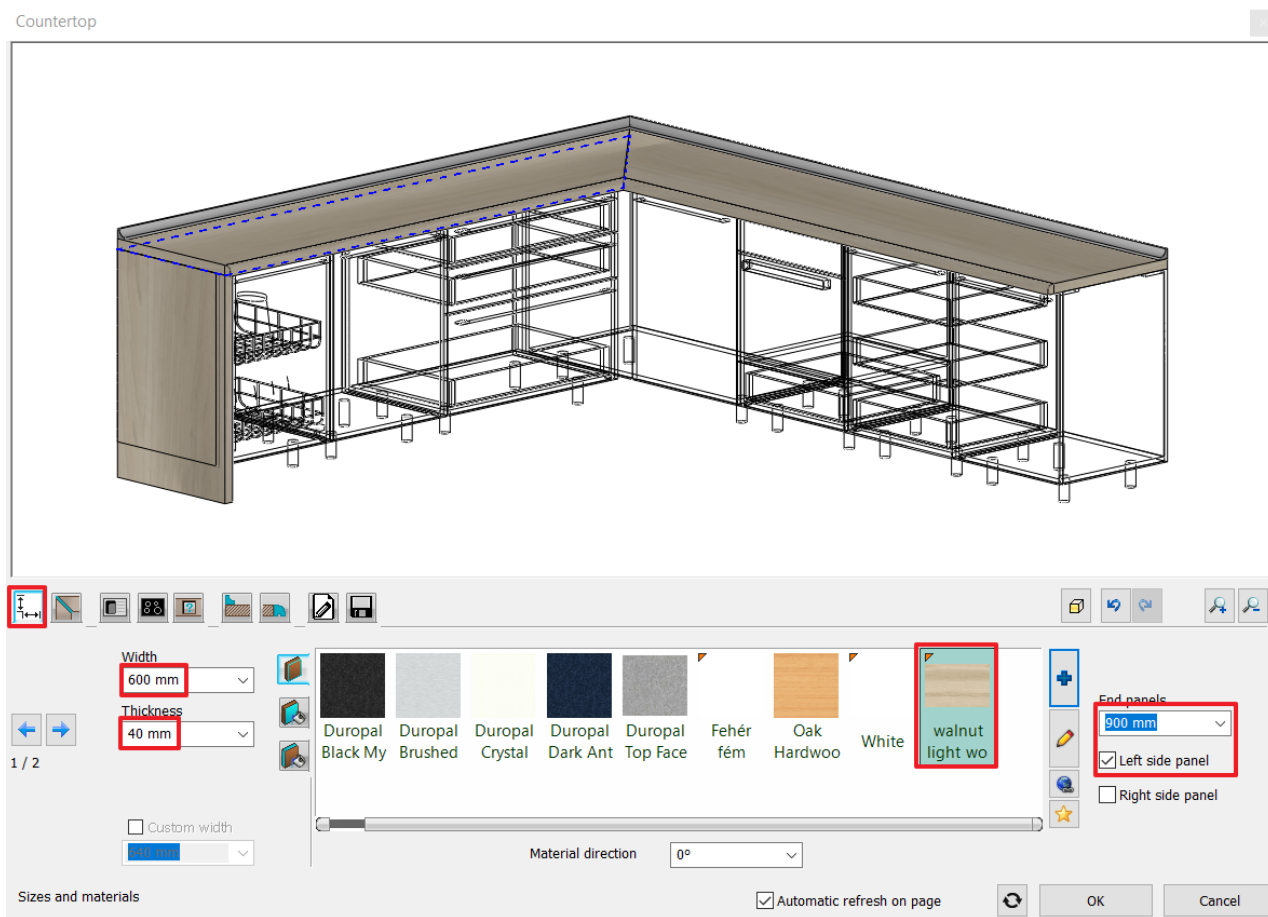 Countertop
Width
600 mm
Thickness
40 mm
1 / 2
Custom width
640 mm
Duropal
Black My
Duropal
Brushed
Duropal
Crystal
Duropal
Dark Ant
Duropal
Top Face
Fehér
fém
Oak
Hardwoo
White
walnut
light wo
Material direction
0°
End panels
900 mm
Left side panel
Right side panel
Sizes and materials
Automatic refresh on page
OK
Cancel